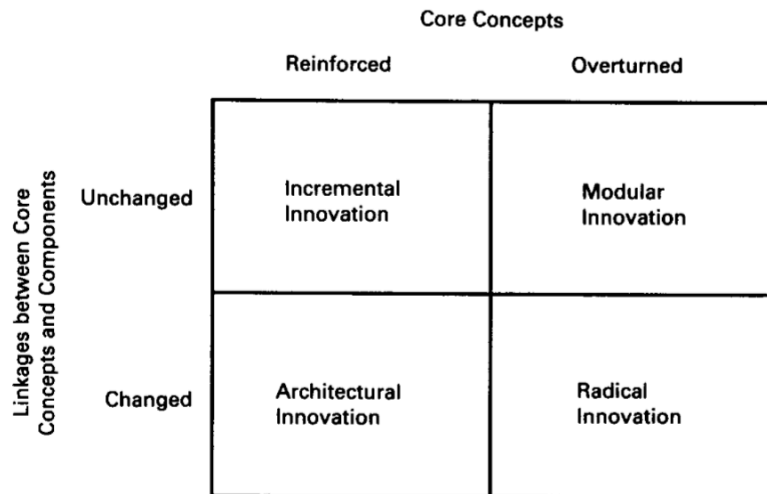 Core Concepts
Reinforced
Overturned
Linkages between Core
Concepts and Components
Unchanged
Incremental
Innovation
Modular
Innovation
Changed
Architectural
Innovation
Radical
Innovation